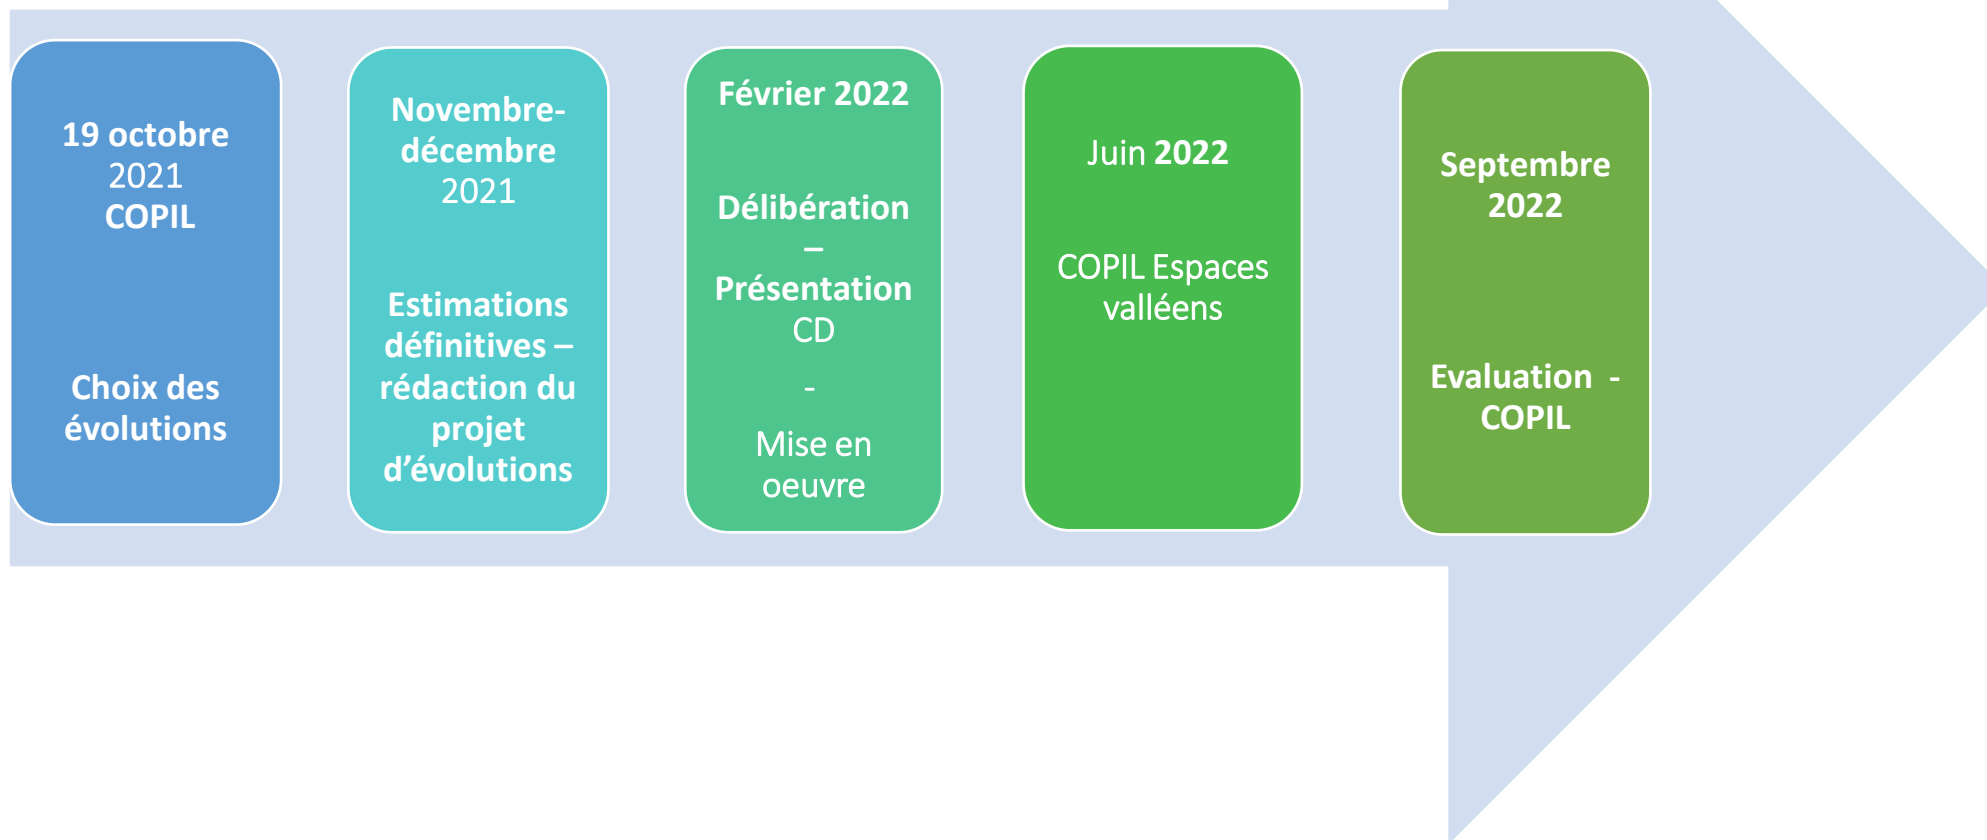 19 octobre
2021
COPIL
Choix des
évolutions
Novembre-
décembre
2021
Estimations
définitives –
rédaction du
projet
d’évolutions
Février 2022
Délibération
–
Présentation
CD
-
Mise en
oeuvre
Juin 2022
COPIL Espaces
valléens
Septembre
2022
Evaluation -
COPIL